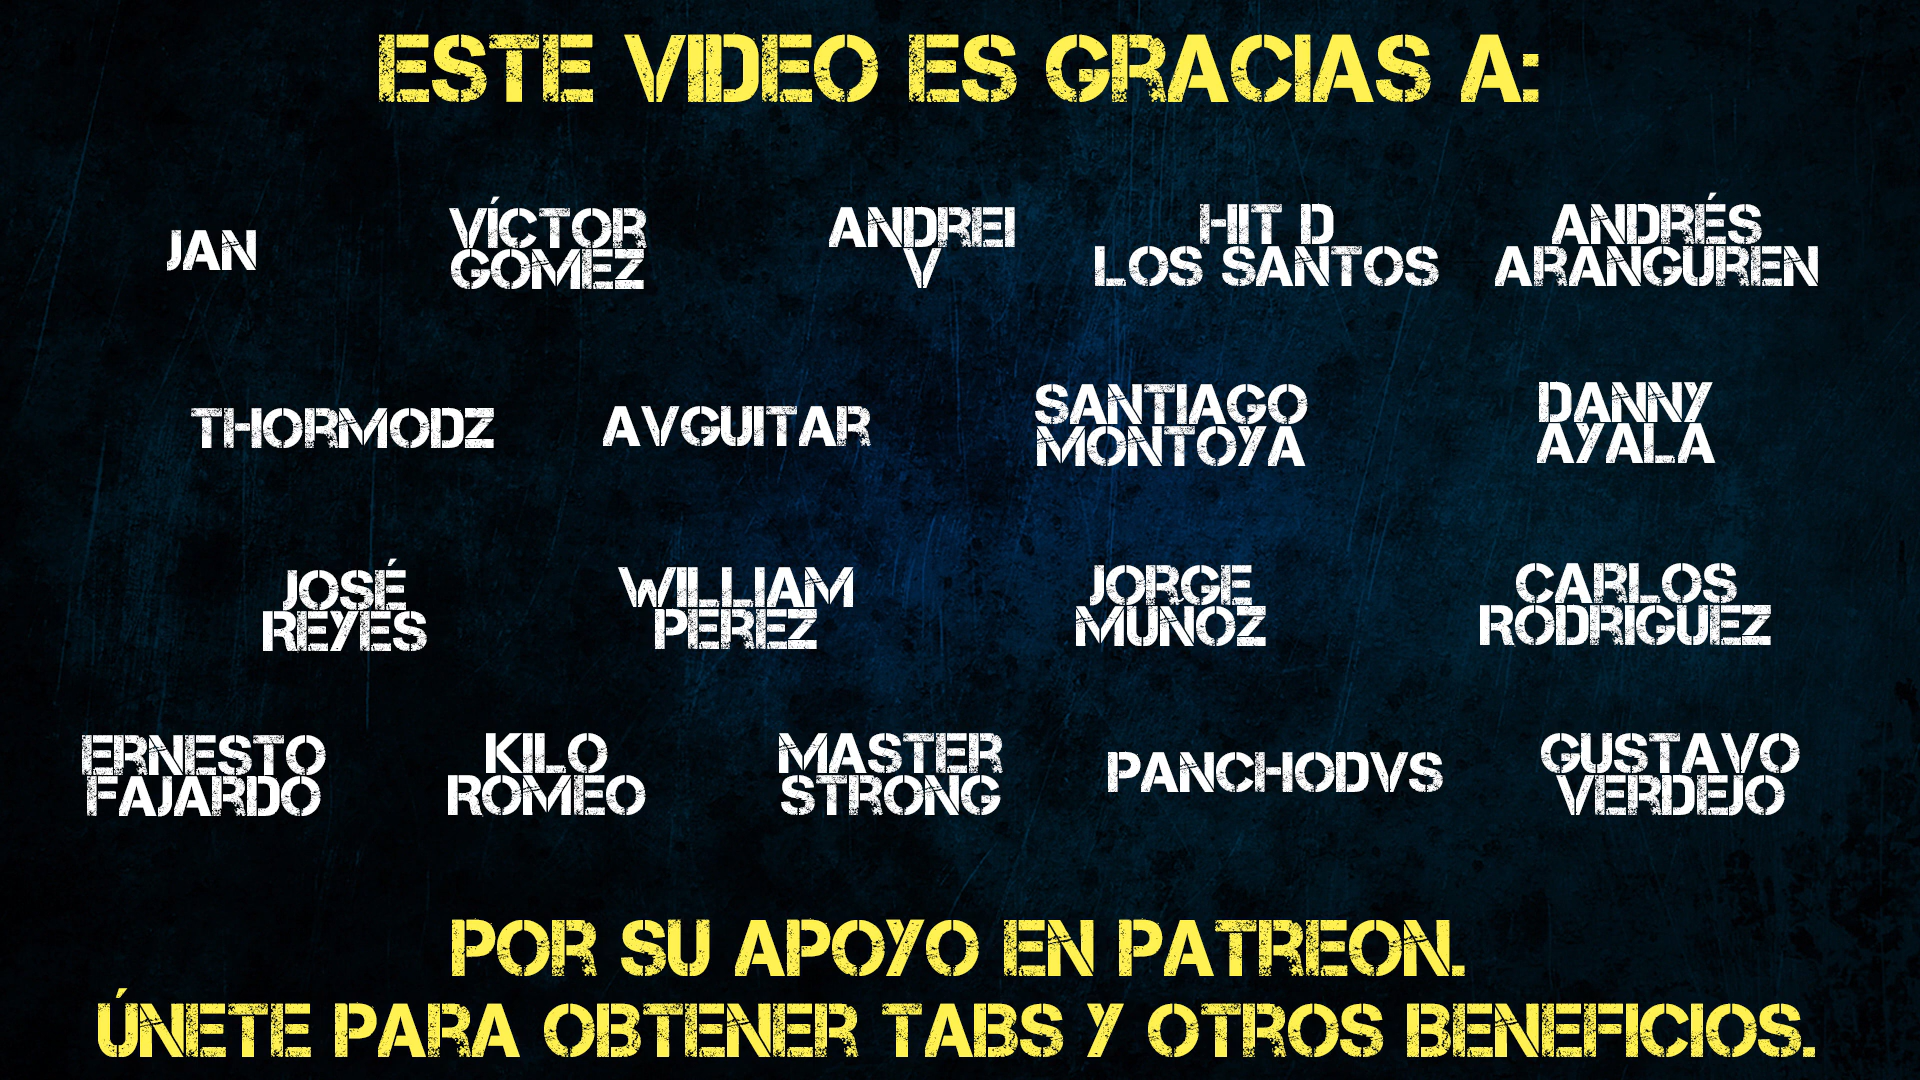 ESTE VIDEO ES GRACIAS A:
JAN
VÍCTOR
GOMEZ
ANDREI
V
HIT D
LOS SANTOS
ANDRÉS
ARANGUREN
THORMODZ
AVGUITAR
SANTIAGO
MONTOYA
DANNY
AYALA
JOSÉ
REYES
WILLIAM
PEREZ
JORGE
MUÑOZ
CARLOS
RODRIGUEZ
ERNESTO
FAJARDO
KILO
ROMEO
MASTER
STRONG
PANCHODVS
GUSTAVO
VERDEJO
POR SU APOYO EN PATREON.
ÚNETE PARA OBTENER TABS Y OTROS BENEFICIOS.